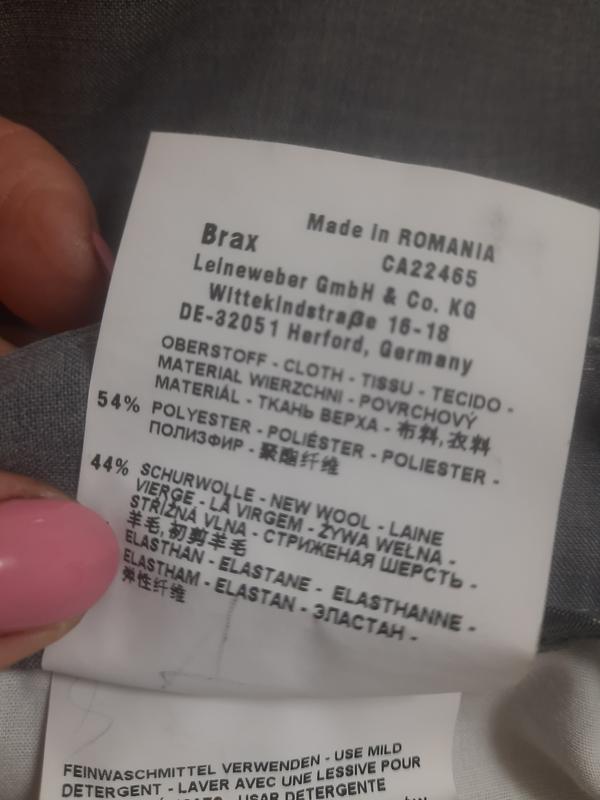 Made in ROMANIA
Brax CA22465
Leineweber GmbH & Co. KG
Wittekindstraße 16-18
DE-32051 Herford, Germany
OBERSTOFF - CLOTH - TISSU - TECIDO -
MATERIAŁ WIERZCHNI - POVRCHOVÝ
MATERIÁL - ТКАНЬ ВЕРХА - 布料,衣料
54% POLYESTER - POLIÉSTER - POLIESTER -
ПОЛИЭФИР - 聚酯纤维
44% SCHURWOLLE - NEW WOOL - LAINE
VIERGE - LÃ VIRGEM - ŻYWA WEŁNA -
STŘIŽNÁ VLNA - СТРИЖЕНАЯ ШЕРСТЬ -
羊毛,初剪羊毛
ELASTHAN - ELASTANE - ELASTHANNE -
ELASTHAM - ELASTAN - ЭЛАСТАН -
弹性纤维
FEINWASCHMITTEL VERWENDEN - USE MILD
DETERGENT - LAVER AVEC UNE LESSIVE POUR
USAR DETERGENTE